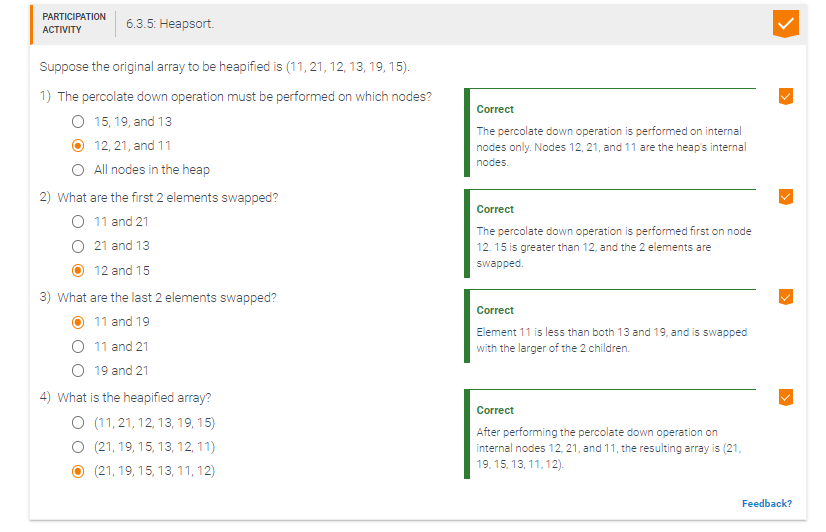 PARTICIPATION
ACTIVITY
6.3.5: Heapsort.
Suppose the original array to be heapified is (11, 21, 12, 13, 19, 15).
1) The percolate down operation must be performed on which nodes?
15, 19, and 13
12, 21, and 11
All nodes in the heap
Correct
The percolate down operation is performed on internal
nodes only. Nodes 12, 21, and 11 are the heap's internal
nodes.
2) What are the first 2 elements swapped?
11 and 21
21 and 13
12 and 15
Correct
The percolate down operation is performed first on node
12. 15 is greater than 12, and the 2 elements are
swapped.
3) What are the last 2 elements swapped?
11 and 19
11 and 21
19 and 21
Correct
Element 11 is less than both 13 and 19, and is swapped
with the larger of the 2 children.
4) What is the heapified array?
(11, 21, 12, 13, 19, 15)
(21, 19, 15, 13, 12, 11)
(21, 19, 15, 13, 11, 12)
Correct
After performing the percolate down operation on
internal nodes 12, 21, and 11, the resulting array is (21,
19, 15, 13, 11, 12).
Feedback?